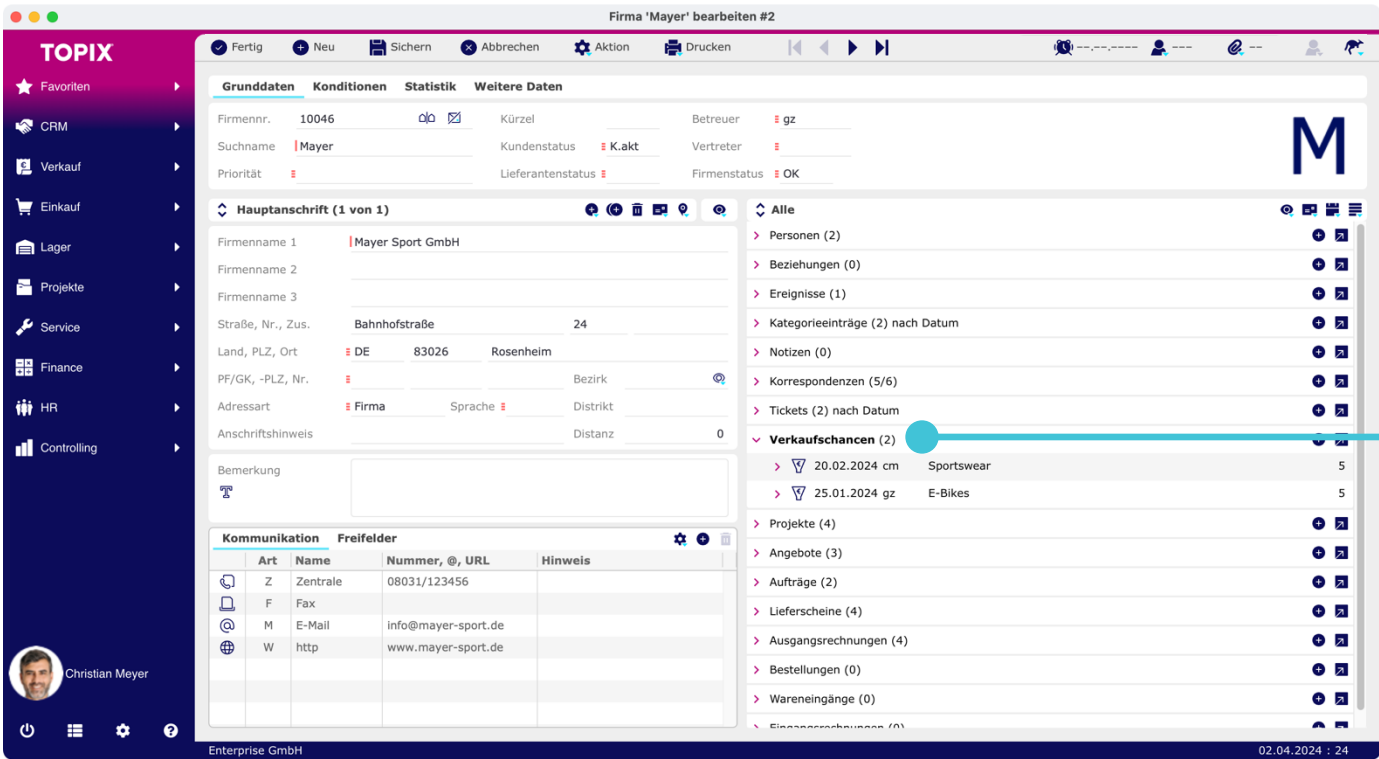 Firma 'Mayer' bearbeiten #2
TOPIX
Fertig Neu Sichern Abbrechen Aktion Drucken --.--.---- --- --
Favoriten
CRM
Verkauf
Einkauf
Lager
Projekte
Service
Finance
HR
Controlling
Christian Meyer
Grunddaten Konditionen Statistik Weitere Daten
Firmennr. 10046 Kürzel Betreuer gz
Suchname Mayer Kundenstatus K.akt Vertreter
Priorität Lieferantenstatus Firmenstatus OK
M
Hauptanschrift (1 von 1)
Firmenname 1 Mayer Sport GmbH
Firmenname 2
Firmenname 3
Straße, Nr., Zus. Bahnhofstraße 24
Land, PLZ, Ort DE 83026 Rosenheim
PF/GK, -PLZ, Nr. Bezirk
Adressart Firma Sprache Distrikt
Anschriftshinweis Distanz 0
Bemerkung
Kommunikation Freifelder
Art Name Nummer, @, URL Hinweis
Z Zentrale 08031/123456
F Fax
M E-Mail info@mayer-sport.de
W http www.mayer-sport.de
Alle
Personen (2)
Beziehungen (0)
Ereignisse (1)
Kategorieeinträge (2) nach Datum
Notizen (0)
Korrespondenzen (5/6)
Tickets (2) nach Datum
Verkaufschancen (2)
20.02.2024 cm Sportswear 5
25.01.2024 gz E-Bikes 5
Projekte (4)
Angebote (3)
Aufträge (2)
Lieferscheine (4)
Ausgangsrechnungen (4)
Bestellungen (0)
Wareneingänge (0)
Eingangsrechnungen (0)
Enterprise GmbH 02.04.2024 : 24